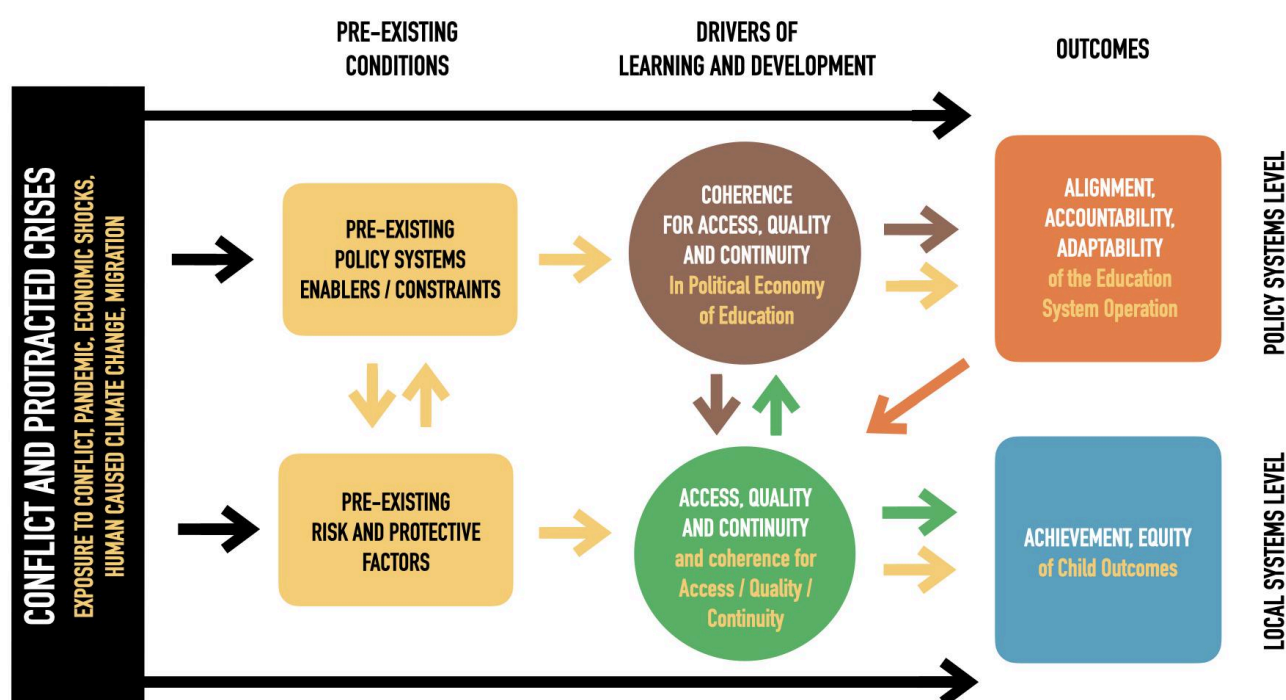 PRE-EXISTING
CONDITIONS
DRIVERS OF
LEARNING AND DEVELOPMENT
OUTCOMES
CONFLICT AND PROTRACTED CRISES
EXPOSURE TO CONFLICT, PANDEMIC, ECONOMIC SHOCKS,
HUMAN CAUSED CLIMATE CHANGE, MIGRATION
PRE-EXISTING
POLICY SYSTEMS
ENABLERS / CONSTRAINTS
COHERENCE
FOR ACCESS, QUALITY
AND CONTINUITY
In Political Economy
of Education
ALIGNMENT,
ACCOUNTABILITY,
ADAPTABILITY
of the Education
System Operation
POLICY SYSTEMS LEVEL
PRE-EXISTING
RISK AND PROTECTIVE
FACTORS
ACCESS, QUALITY
AND CONTINUITY
and coherence for
Access / Quality /
Continuity
ACHIEVEMENT, EQUITY
of Child Outcomes
LOCAL SYSTEMS LEVEL